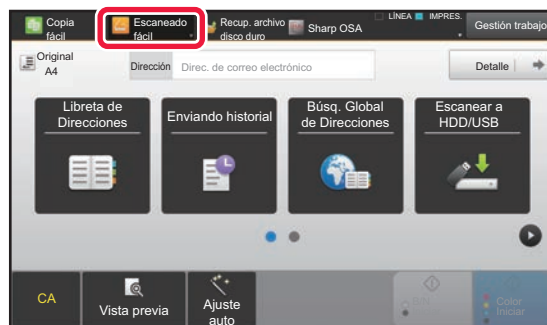 Copia
fácil
Escaneado
fácil
Recup. archivo
disco duro
Sharp OSA
LÍNEA
IMPRES.
Gestión trabajo
Original
A4
Dirección
Direc. de correo electrónico
Detalle
Libreta de
Direcciones
Enviando historial
Búsq. Global
de Direcciones
Escanear a
HDD/USB
CA
Vista previa
Ajuste
auto
Color
Iniciar